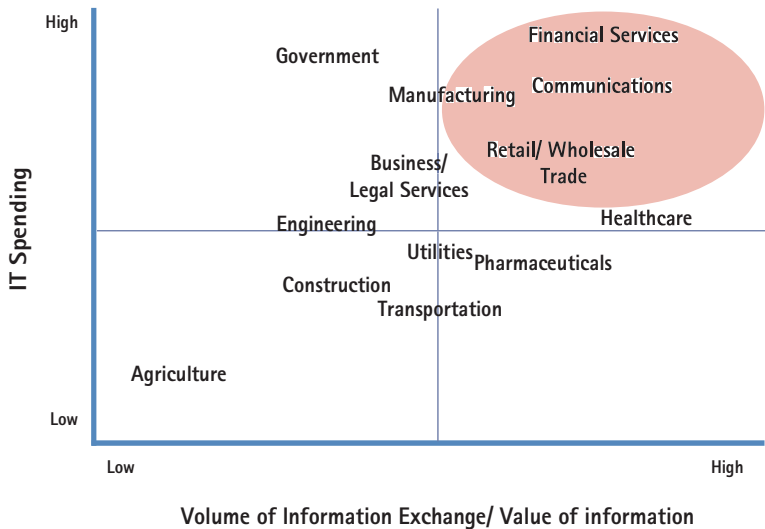 High
Financial Services
Government
Communications
Manufacturing
Retail/ Wholesale
Trade
Business/
Legal Services
Healthcare
Engineering
Utilities
Pharmaceuticals
Construction
Transportation
Agriculture
IT Spending
Low
Low
High
Volume of Information Exchange/ Value of information